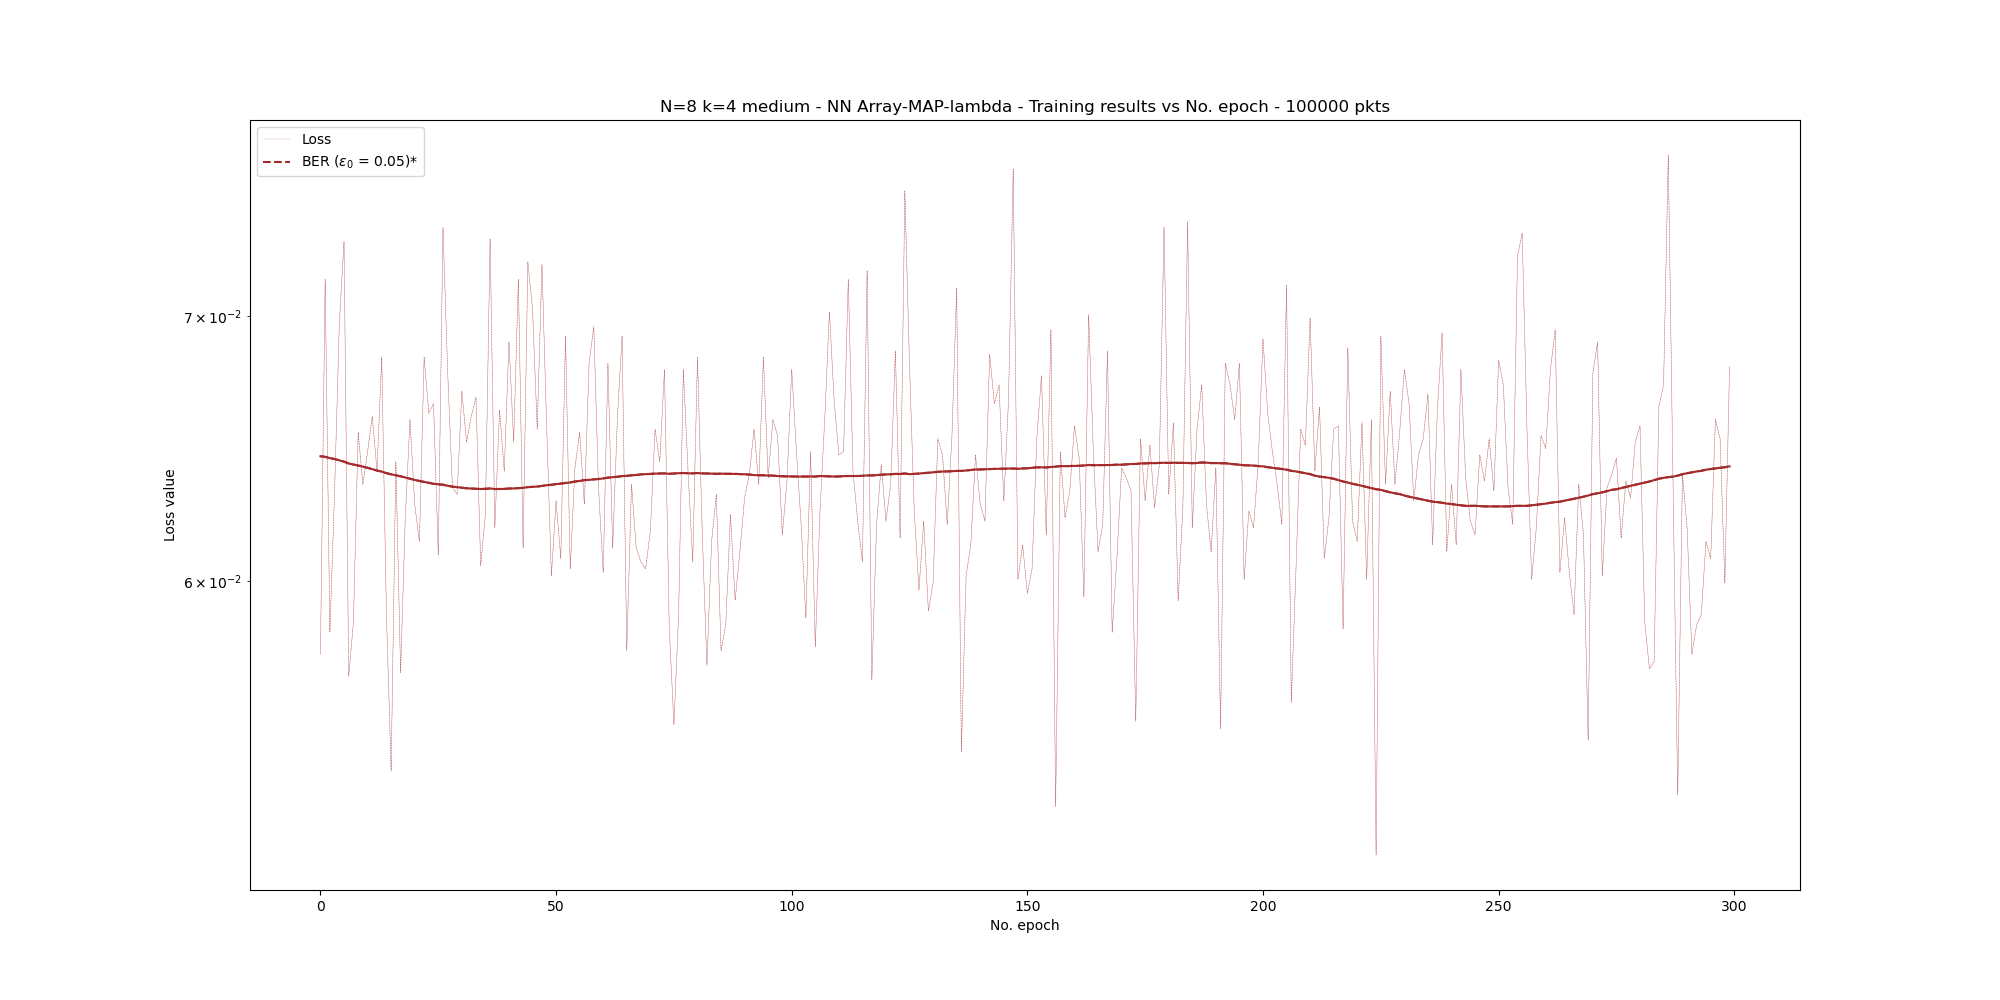 N=8 k=4 medium - NN Array-MAP-lambda - Training results vs No. epoch - 100000 pkts
Loss
BER (ε₀ = 0.05)*
Loss value
7 × 10⁻²
6 × 10⁻²
0 50 100 150 200 250 300
No. epoch